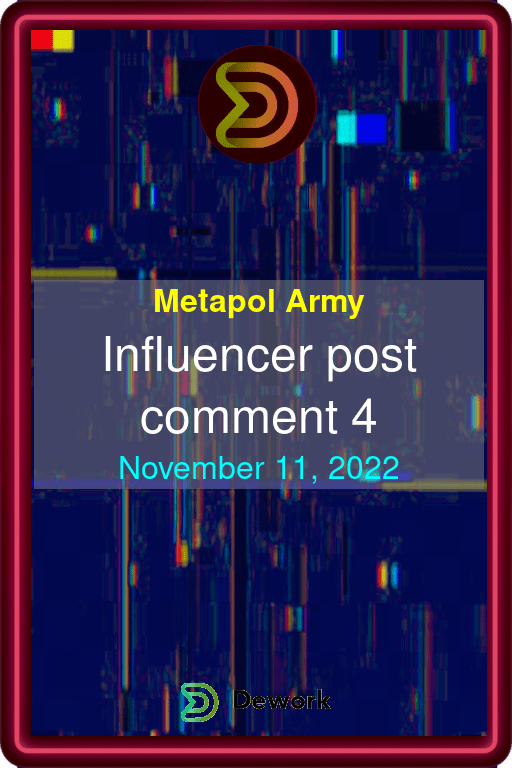 Metapol Army
Influencer post
comment 4
November 11, 2022
Dework